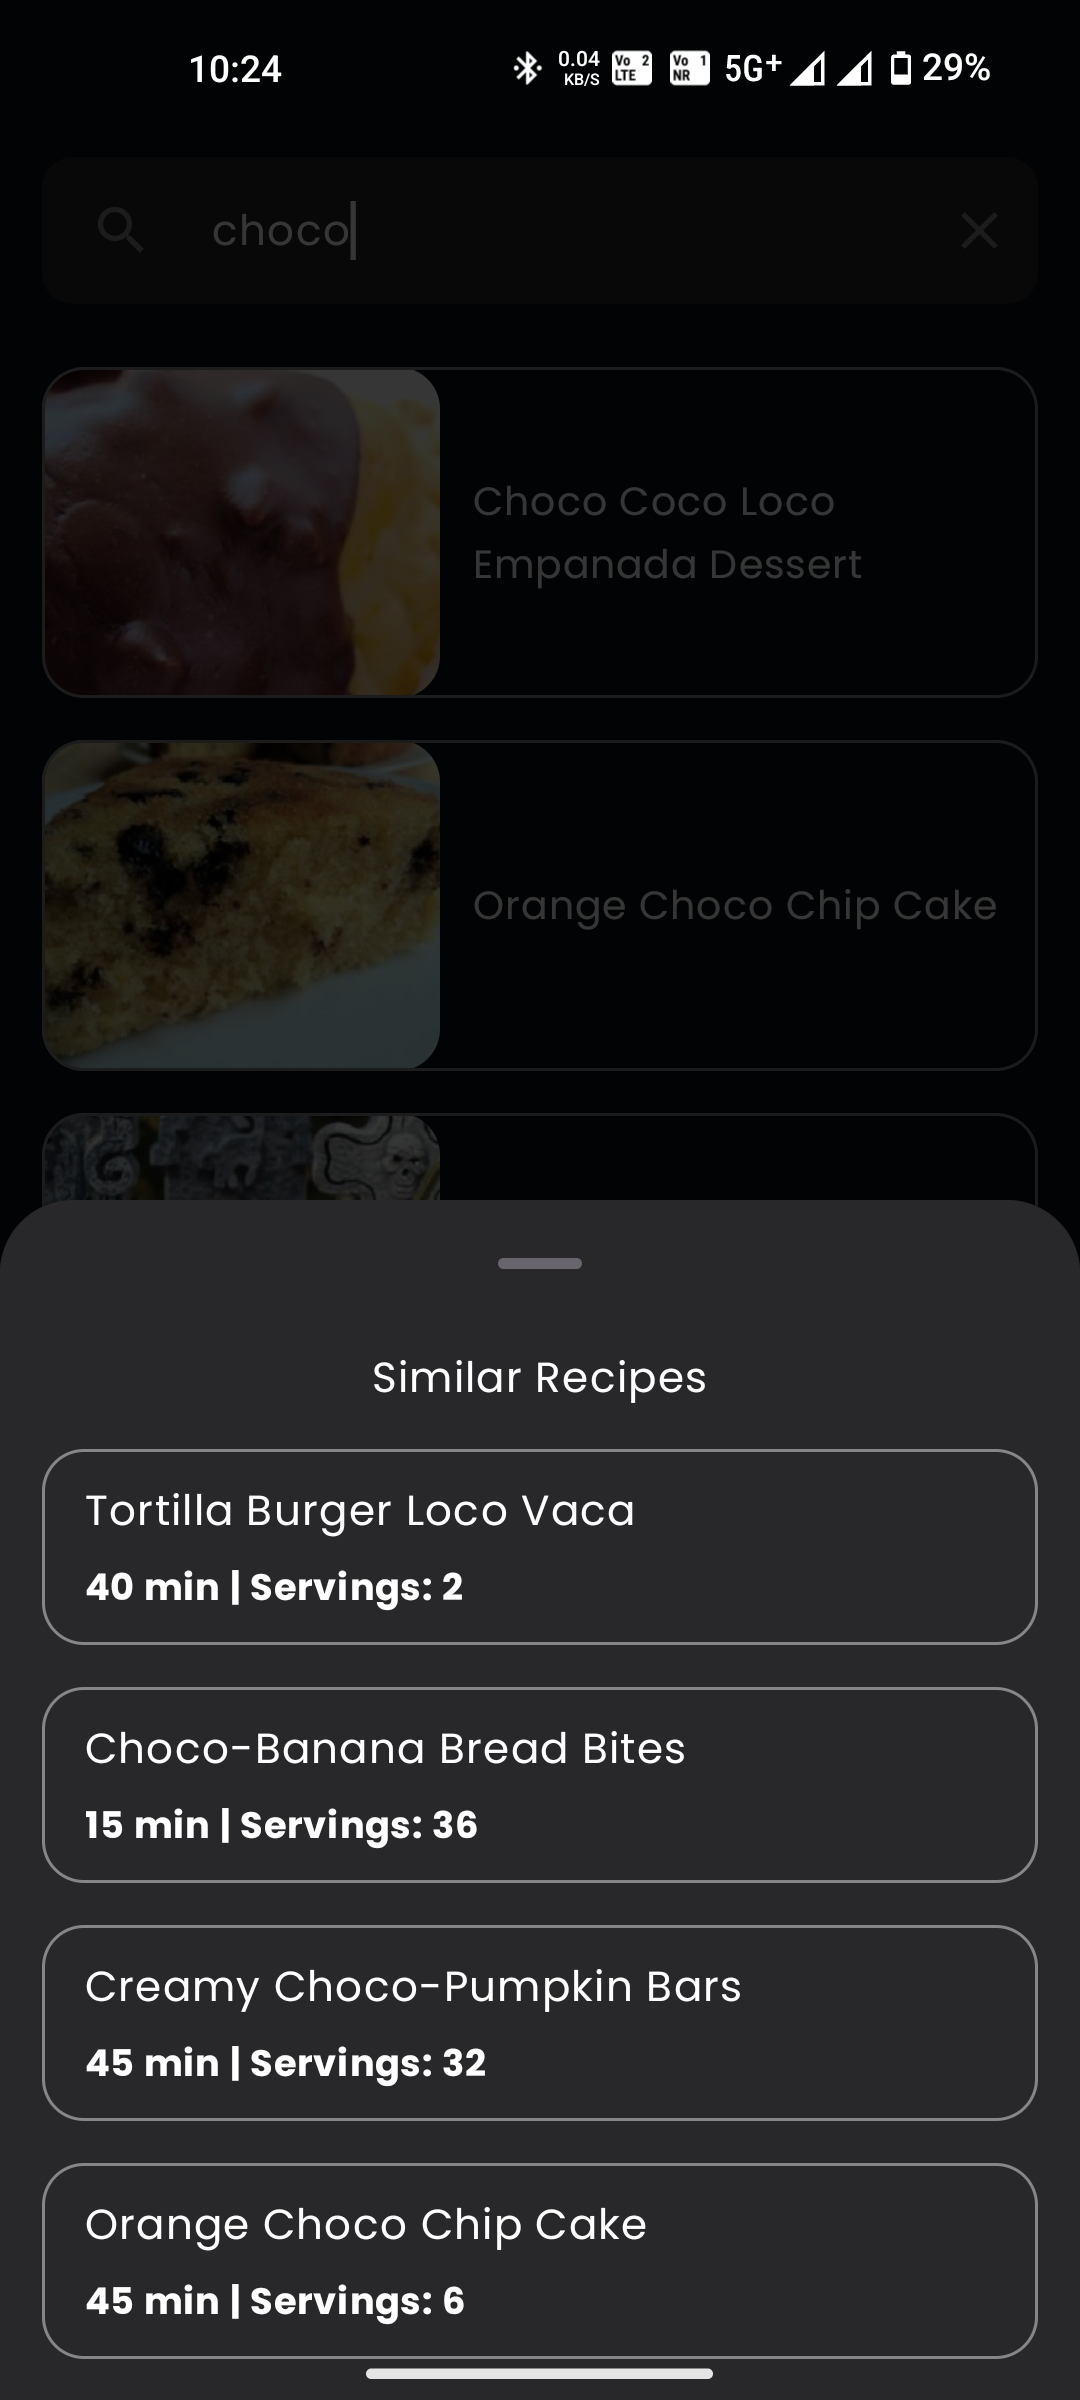 10:24
0.04 KB/S Vo 2 LTE Vo 1 NR 5G+ 29%
choco
Choco Coco Loco
Empanada Dessert
Orange Choco Chip Cake
Similar Recipes
Tortilla Burger Loco Vaca
40 min | Servings: 2
Choco-Banana Bread Bites
15 min | Servings: 36
Creamy Choco-Pumpkin Bars
45 min | Servings: 32
Orange Choco Chip Cake
45 min | Servings: 6